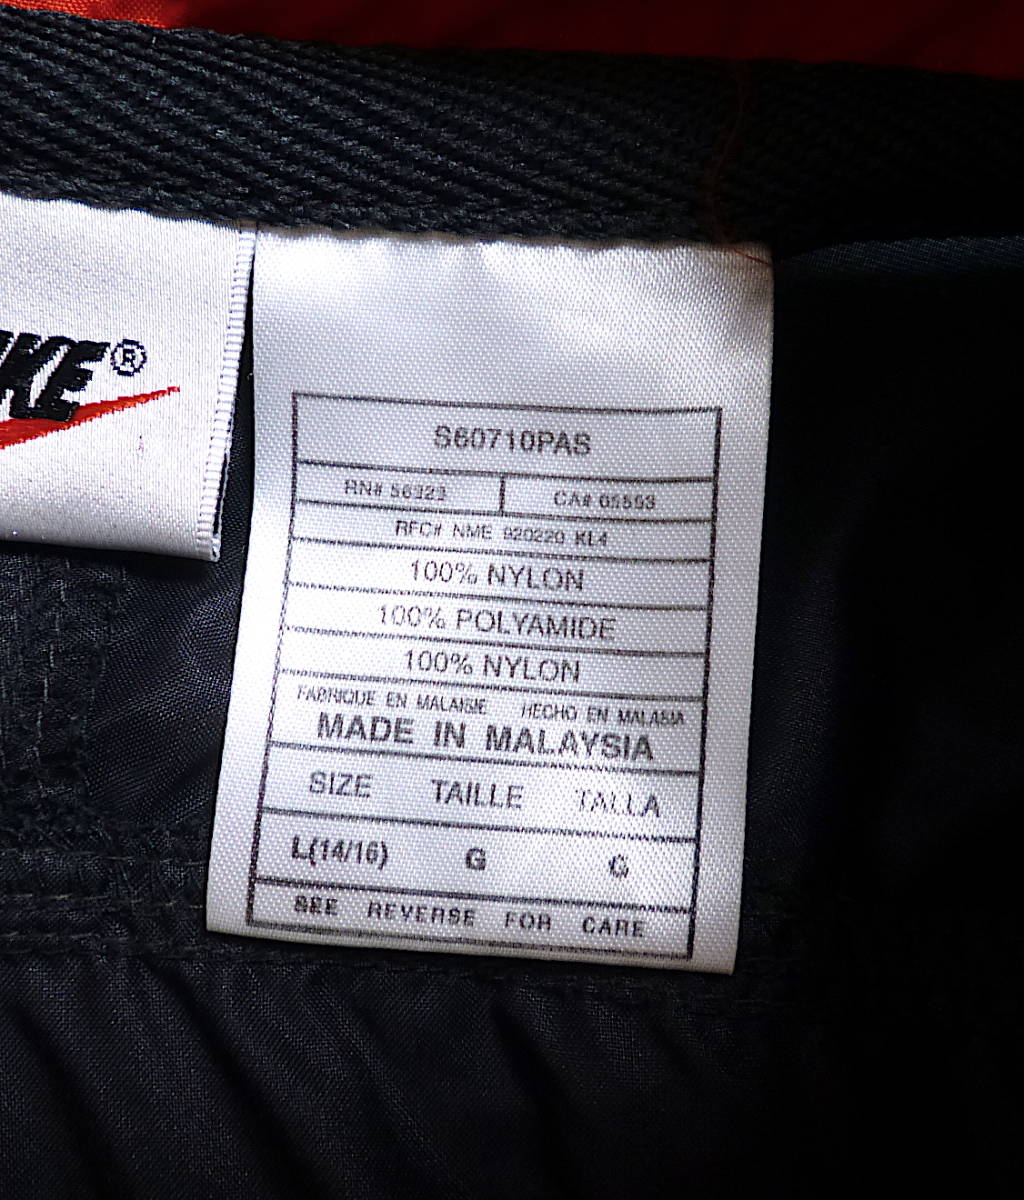 KE®
S60710PAS
RN# 56323 CA# 05553
RFC# NME 920220 KL4
100% NYLON
100% POLYAMIDE
100% NYLON
FABRIQUE EN MALAISIE HECHO EN MALASIA
MADE IN MALAYSIA
SIZE TAILLE TALLA
L(14/16) G G
SEE REVERSE FOR CARE